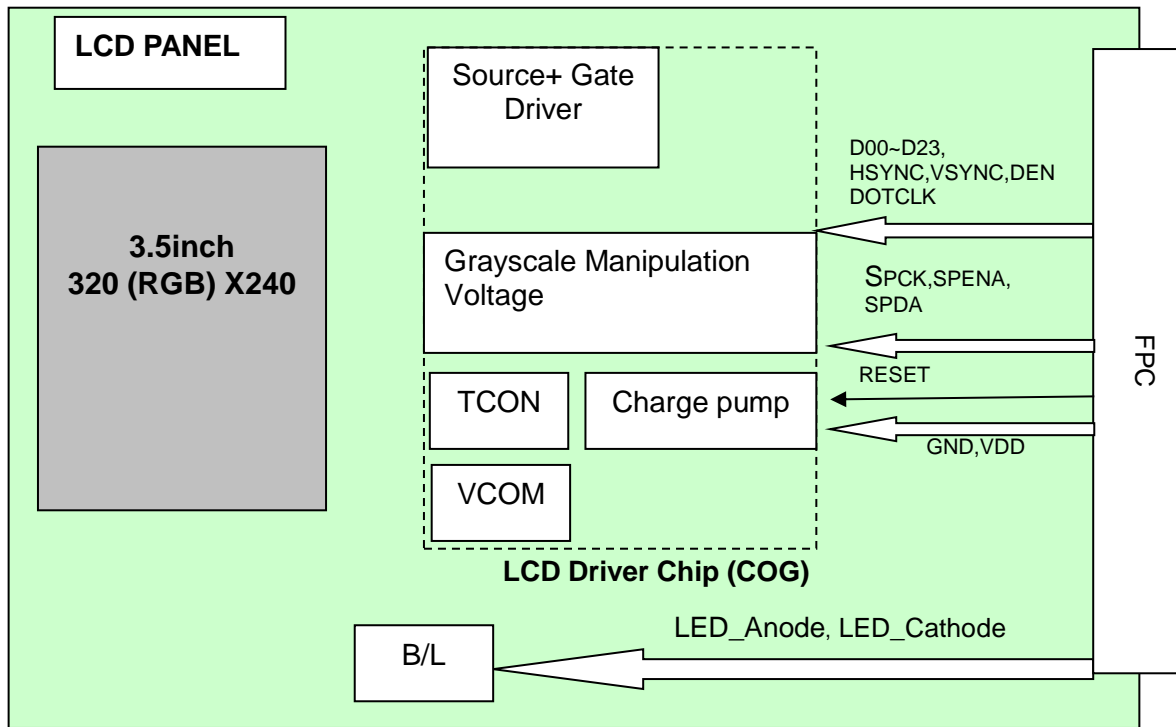 LCD PANEL
Source+ Gate
Driver
D00~D23,
HSYNC,VSYNC,DEN
DOTCLK
3.5inch
320 (RGB) X240
Grayscale Manipulation
Voltage
SPCK,SPENA,
SPDA
FPC
RESET
TCON
Charge pump
GND,VDD
VCOM
LCD Driver Chip (COG)
LED_Anode, LED_Cathode
B/L